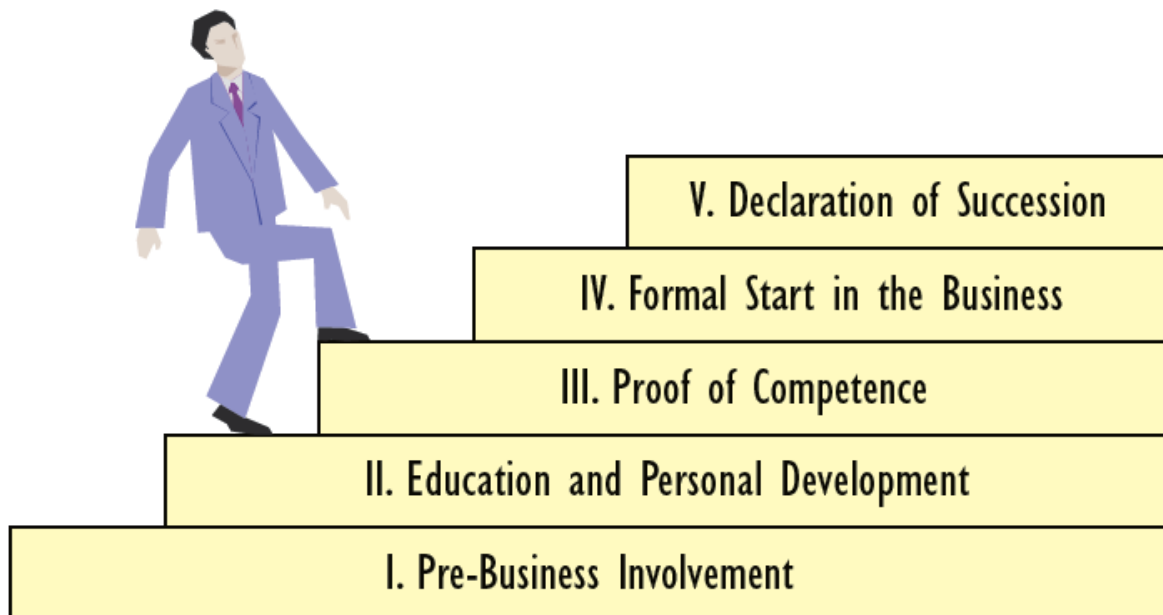 V. Declaration of Succession
IV. Formal Start in the Business
III. Proof of Competence
II. Education and Personal Development
I. Pre-Business Involvement